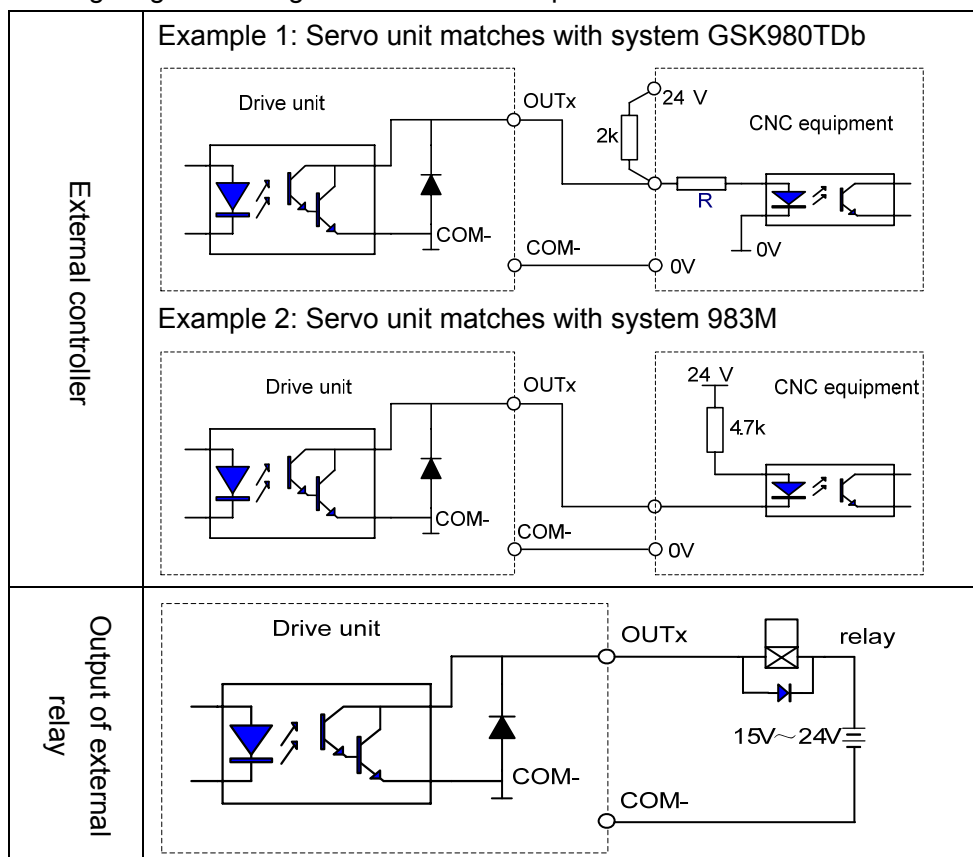 External controller
Example 1: Servo unit matches with system GSK980TDb
Drive unit
OUTx
24 V
2k
CNC equipment
R
COM-
0V
COM-
0V
Example 2: Servo unit matches with system 983M
Drive unit
OUTx
24 V
CNC equipment
4.7k
COM-
COM-
0V
Output of external
relay
Drive unit
OUTx
relay
15V～24V
COM-
COM-